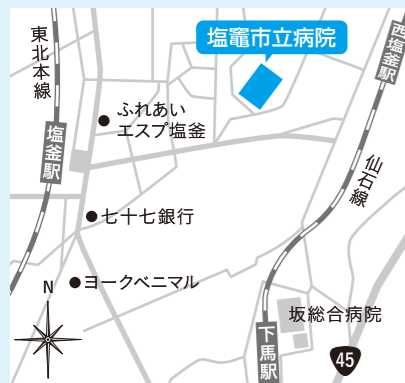 塩竈市立病院
東北本線
西塩釜駅
ふれあい
エスプ塩釜
塩釜駅
仙石線
七十七銀行
ヨークベニマル
N
坂総合病院
下馬駅
45